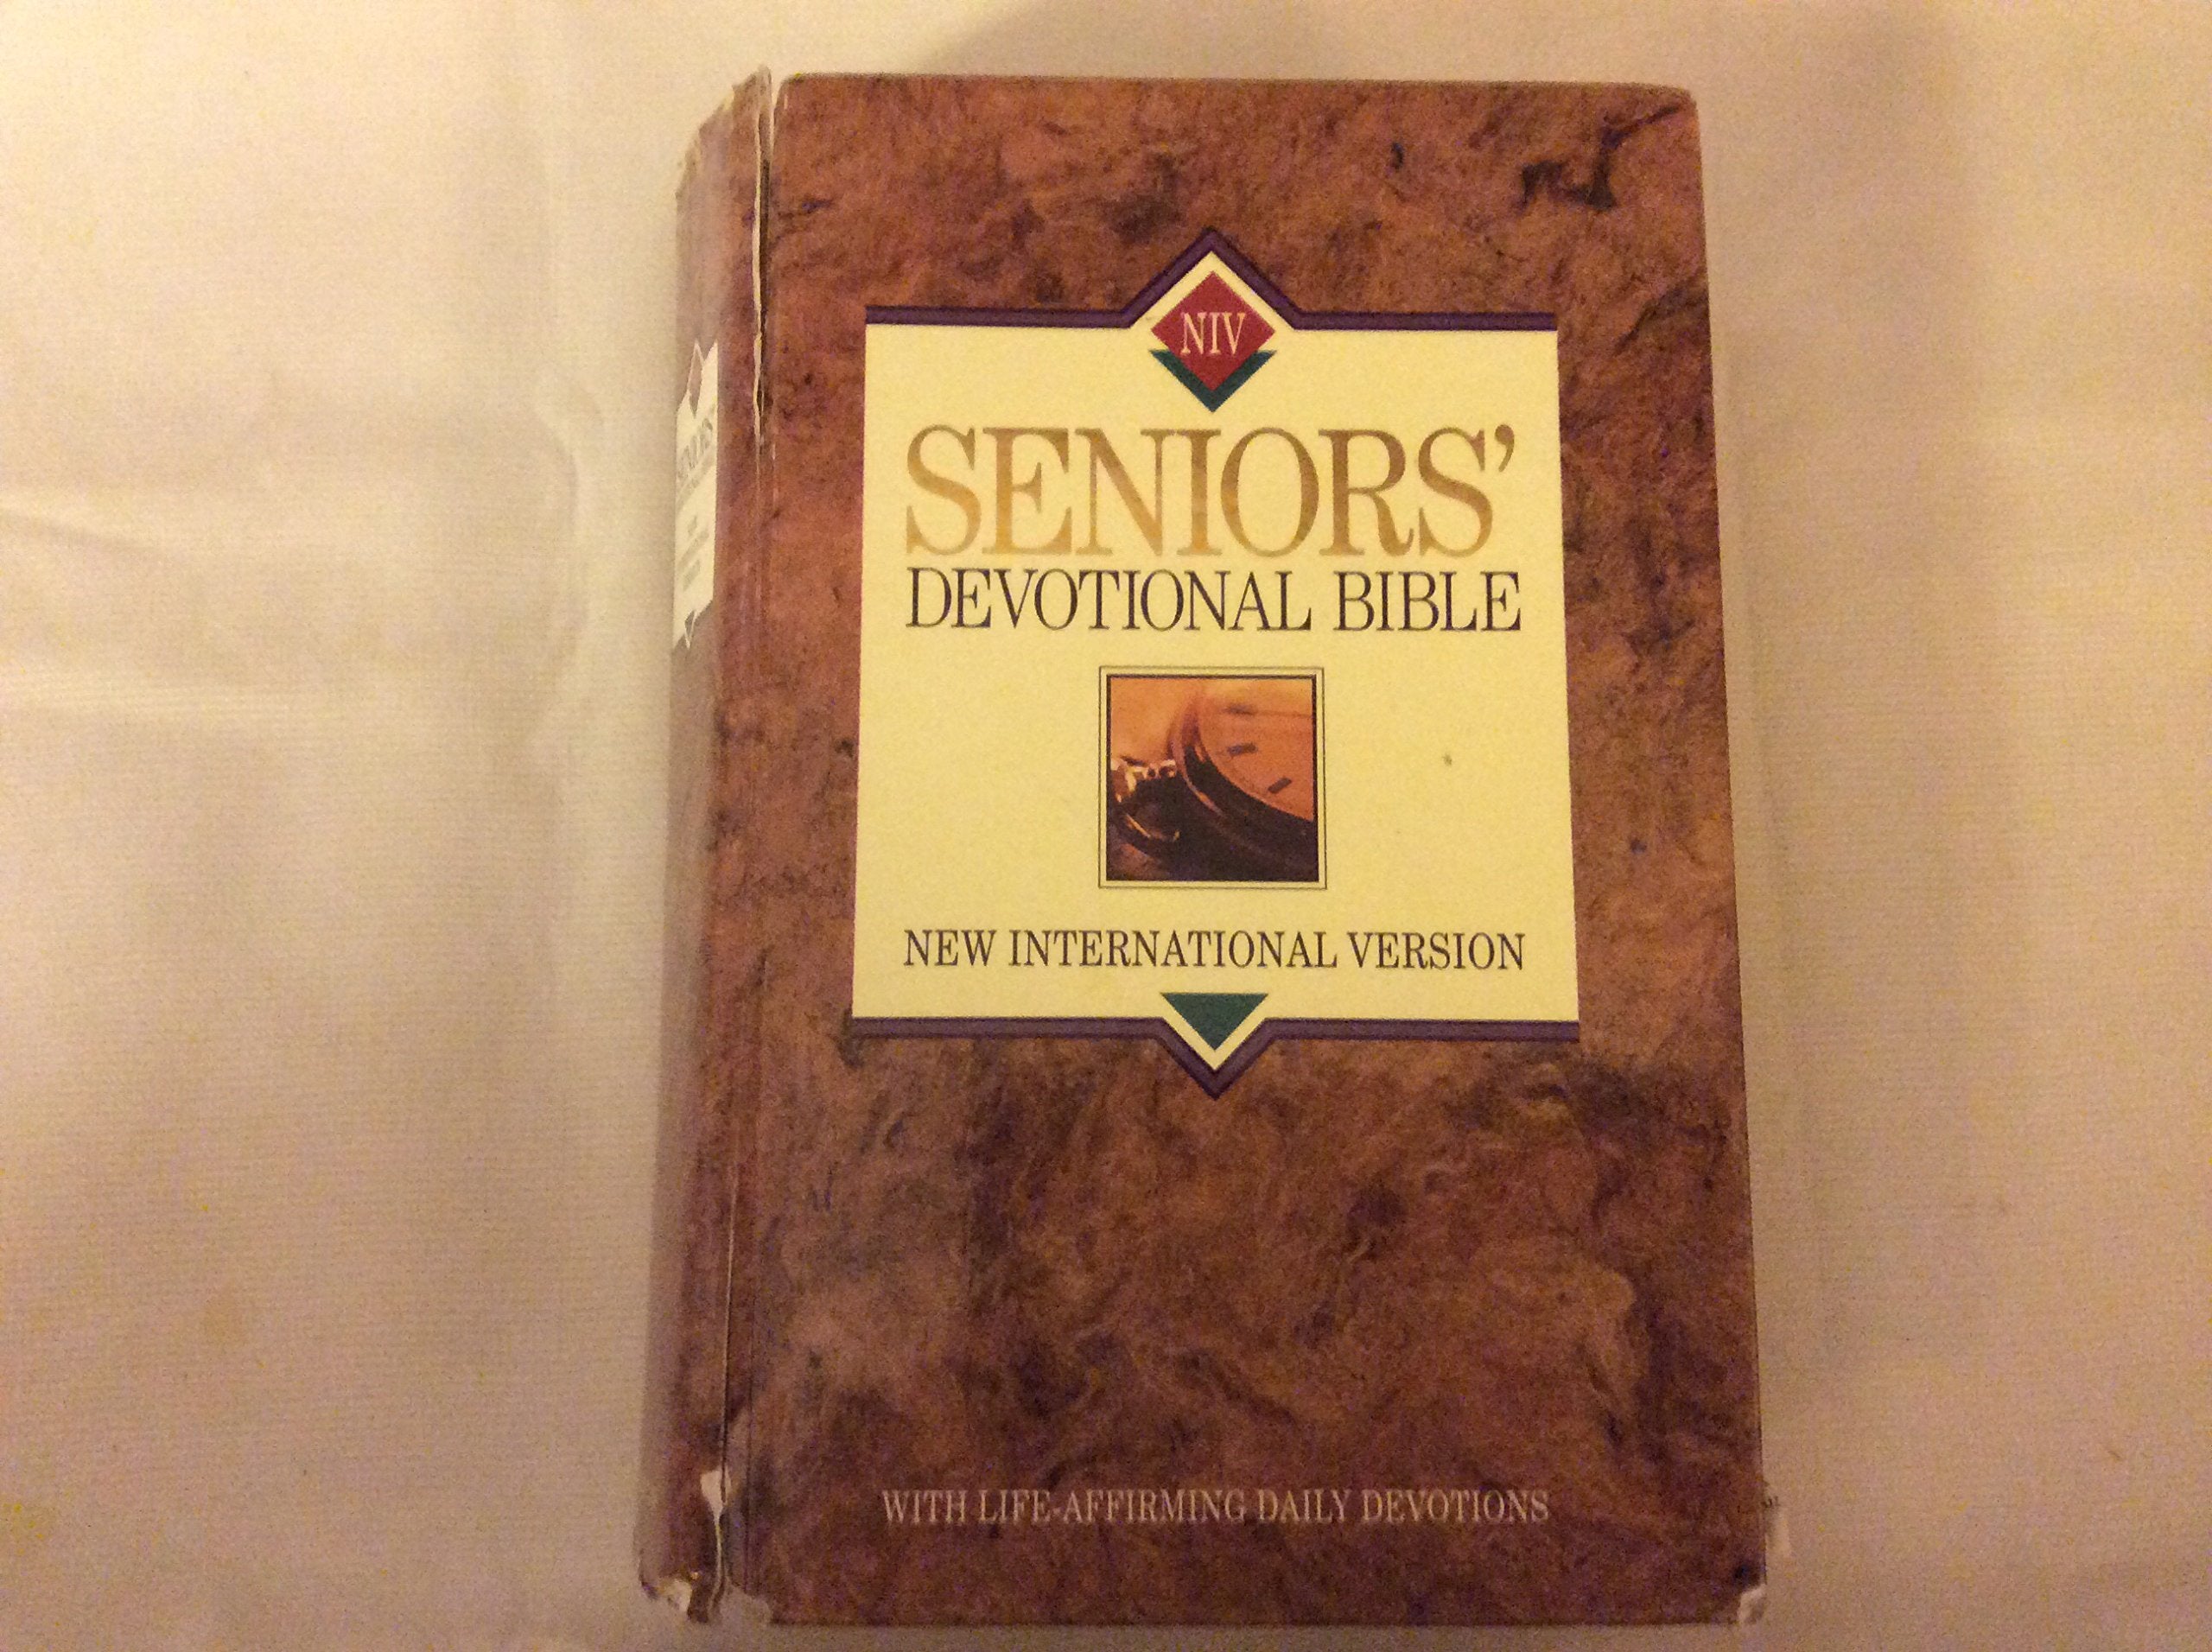 NIV
SENIORS'
DEVOTIONAL BIBLE
NEW INTERNATIONAL VERSION
WITH LIFE-AFFIRMING DAILY DEVOTIONS